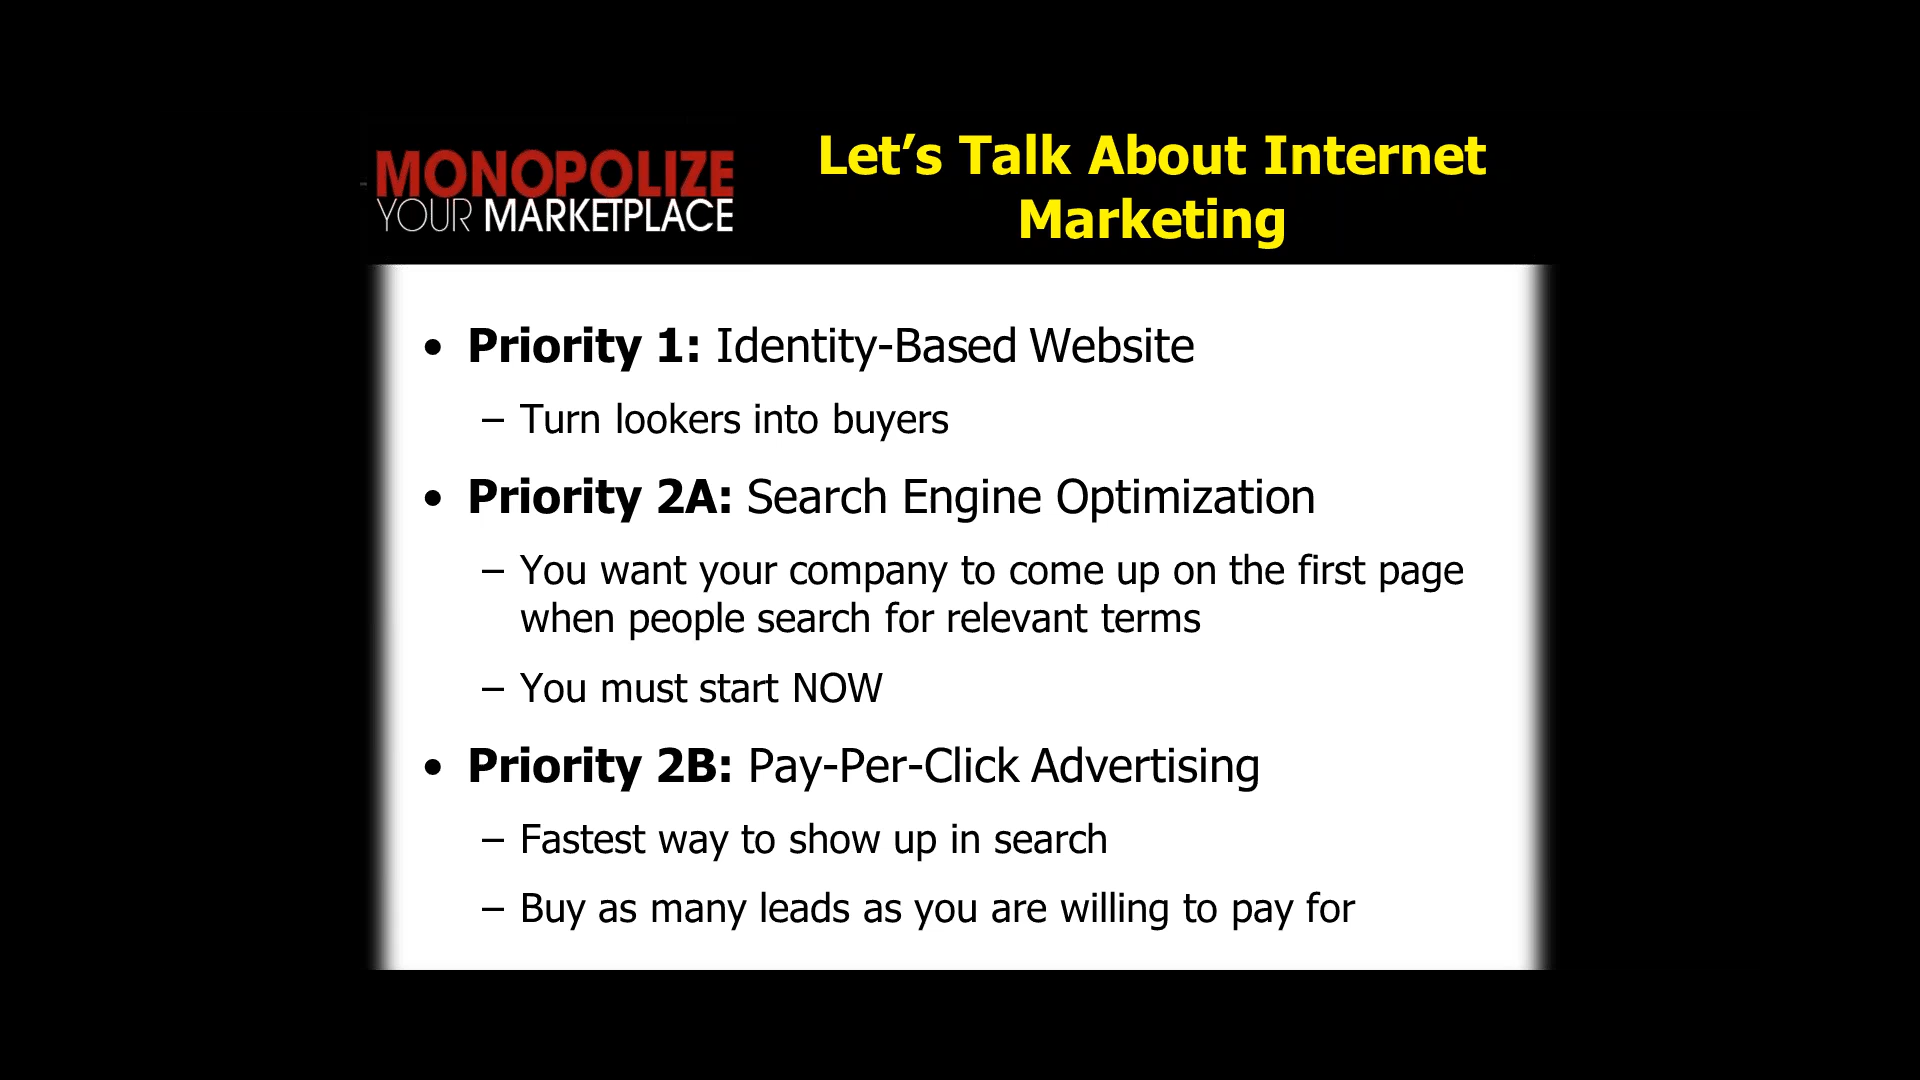 MONOPOLIZE
YOUR MARKETPLACE
Let’s Talk About Internet
Marketing
• Priority 1: Identity-Based Website
– Turn lookers into buyers
• Priority 2A: Search Engine Optimization
– You want your company to come up on the first page
when people search for relevant terms
– You must start NOW
• Priority 2B: Pay-Per-Click Advertising
– Fastest way to show up in search
– Buy as many leads as you are willing to pay for